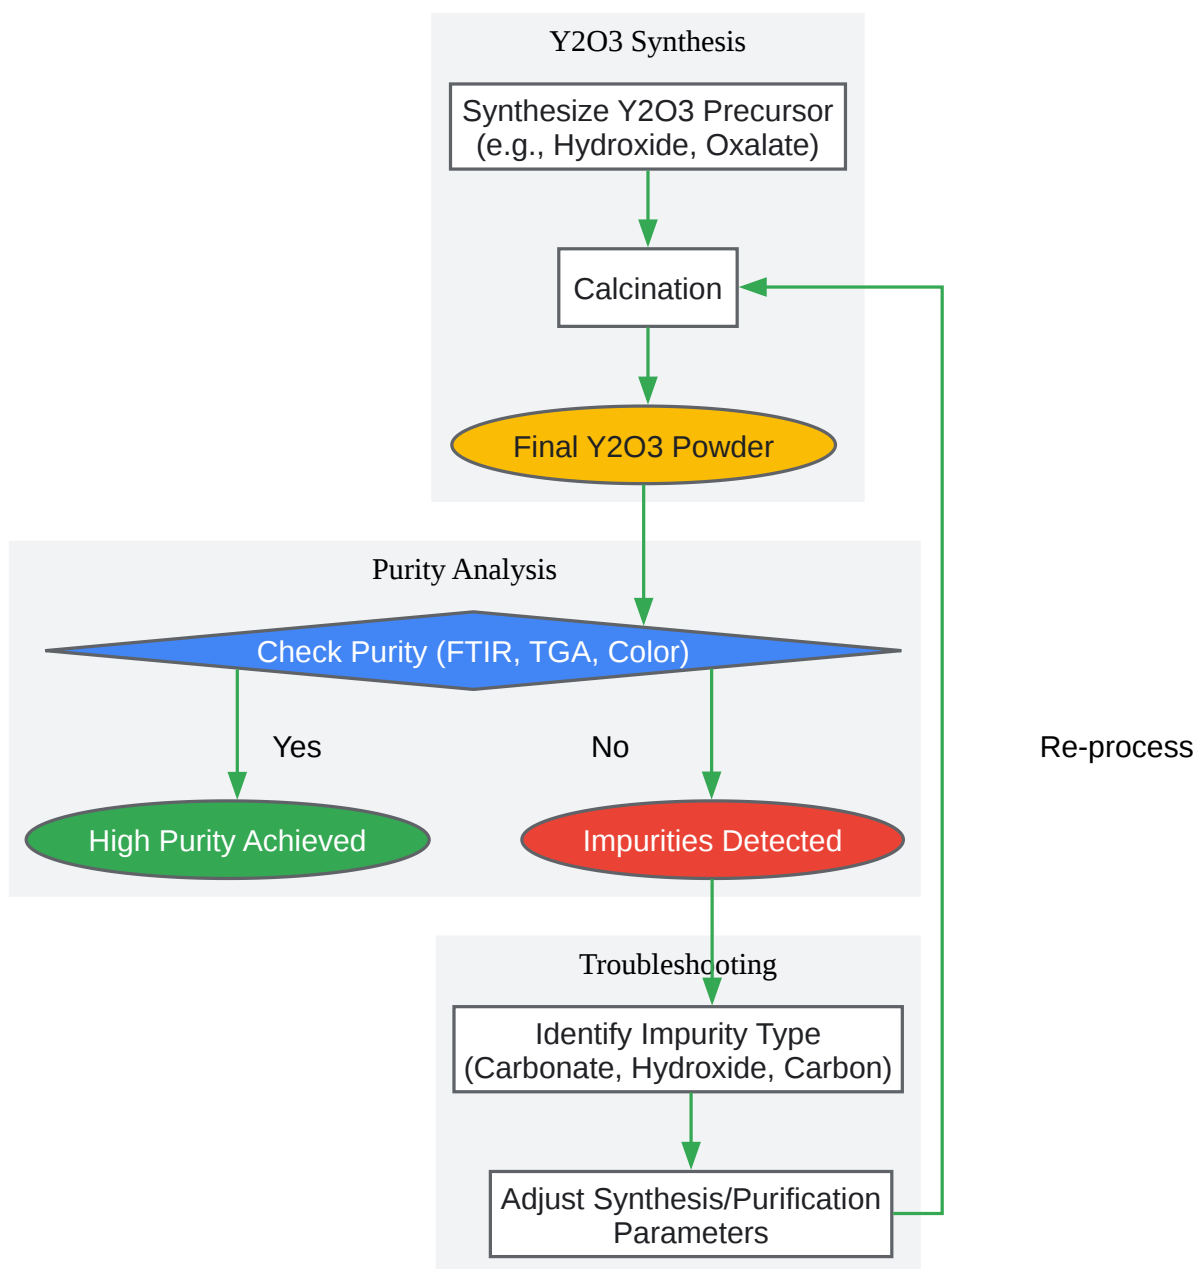 Y2O3 Synthesis
Synthesize Y2O3 Precursor
(e.g., Hydroxide, Oxalate)
Calcination
Final Y2O3 Powder
Purity Analysis
Check Purity (FTIR, TGA, Color)
Yes
No
Re-process
High Purity Achieved
Impurities Detected
Troubleshooting
Identify Impurity Type
(Carbonate, Hydroxide, Carbon)
Adjust Synthesis/Purification
Parameters